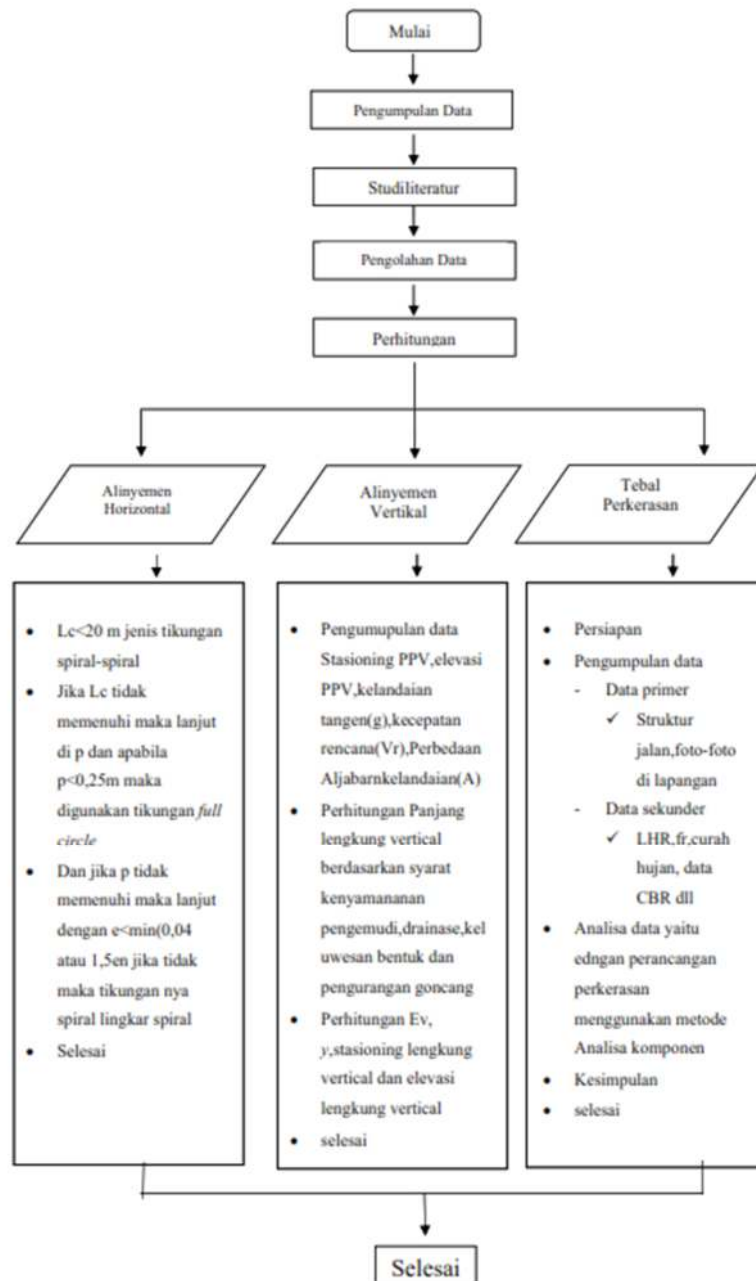 Mulai
Pengumpulan Data
Studiliteratur
Pengolahan Data
Perhitungan
Alinyemen
Horizontal
Alinyemen
Vertikal
Tebal
Perkerasan
• Lc<20 m jenis tikungan
spiral-spiral
• Jika Lc tidak
memenuhi maka lanjut
di p dan apabila
p<0,25m maka
digunakan tikungan full
circle
• Dan jika p tidak
memenuhi maka lanjut
dengan e<min(0,04
atau 1,5en jika tidak
maka tikungan nya
spiral lingkar spiral
• Selesai
• Pengumupulan data
Stasioning PPV,elevasi
PPV,kelandaian
tangen(g),kecepatan
rencana(Vr),Perbedaan
Aljabarnkelandaian(A)
• Perhitungan Panjang
lengkung vertical
berdasarkan syarat
kenyamananan
pengemudi,drainase,kel
uwesan bentuk dan
pengurangan goncang
• Perhitungan Ev,
y,stasioning lengkung
vertical dan elevasi
lengkung vertical
• selesai
• Persiapan
• Pengumpulan data
- Data primer
✓ Struktur
jalan,foto-foto
di lapangan
- Data sekunder
✓ LHR,fr,curah
hujan, data
CBR dll
• Analisa data yaitu
edngan perancangan
perkerasan
menggunakan metode
Analisa komponen
• Kesimpulan
• selesai
Selesai